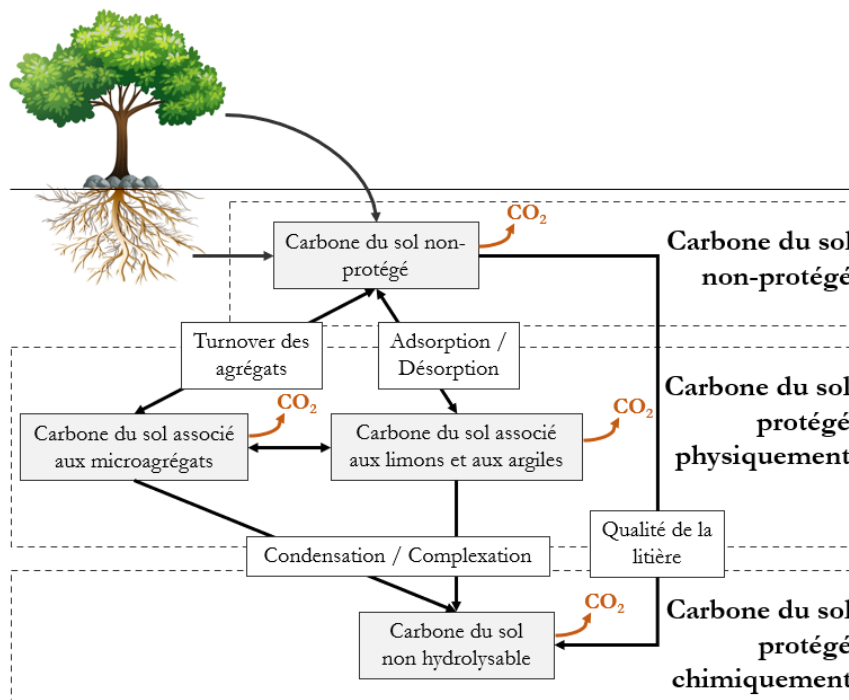 CO₂
Carbone du sol non-
protégé
Carbone du sol
non-protégé
Turnover des
agrégats
Adsorption /
Désorption
CO₂
CO₂
Carbone du sol associé
aux microagrégats
Carbone du sol associé
aux limons et aux argiles
Carbone du sol
protégé
physiquement
Condensation / Complexation
Qualité de la
litière
CO₂
Carbone du sol
non hydrolysable
Carbone du sol
protégé
chimiquement